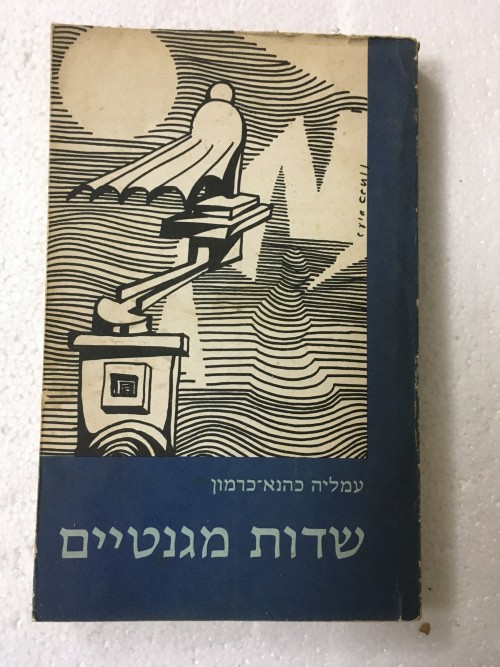 עמליה כהנא־כרמון
שדות מגנטיים